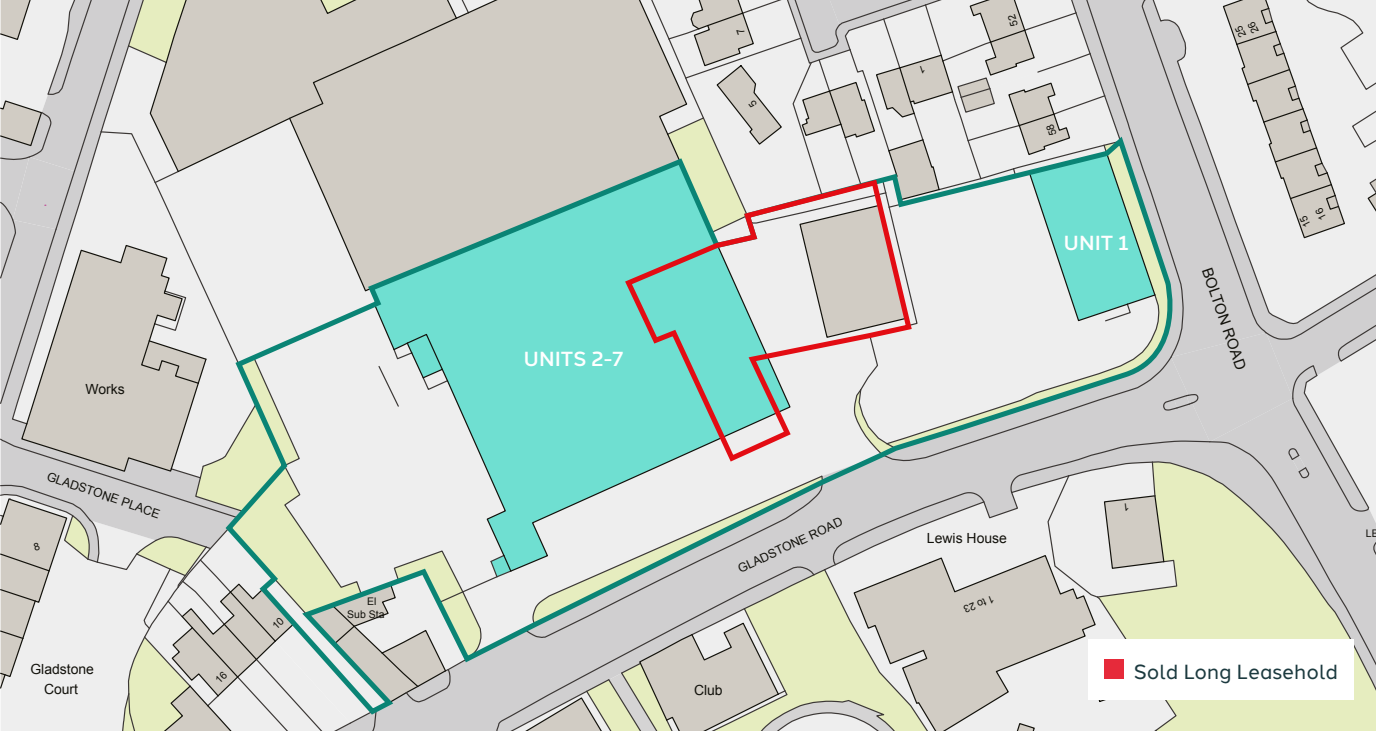 7
52
25
26
1
5
58
15
16
UNIT 1
BOLTON ROAD
UNITS 2-7
Works
GLADSTONE PLACE
8
GLADSTONE ROAD
Lewis House
1
1 to 23
El
Sub Sta
10
16
Gladstone
Court
Club
LE
Sold Long Leasehold